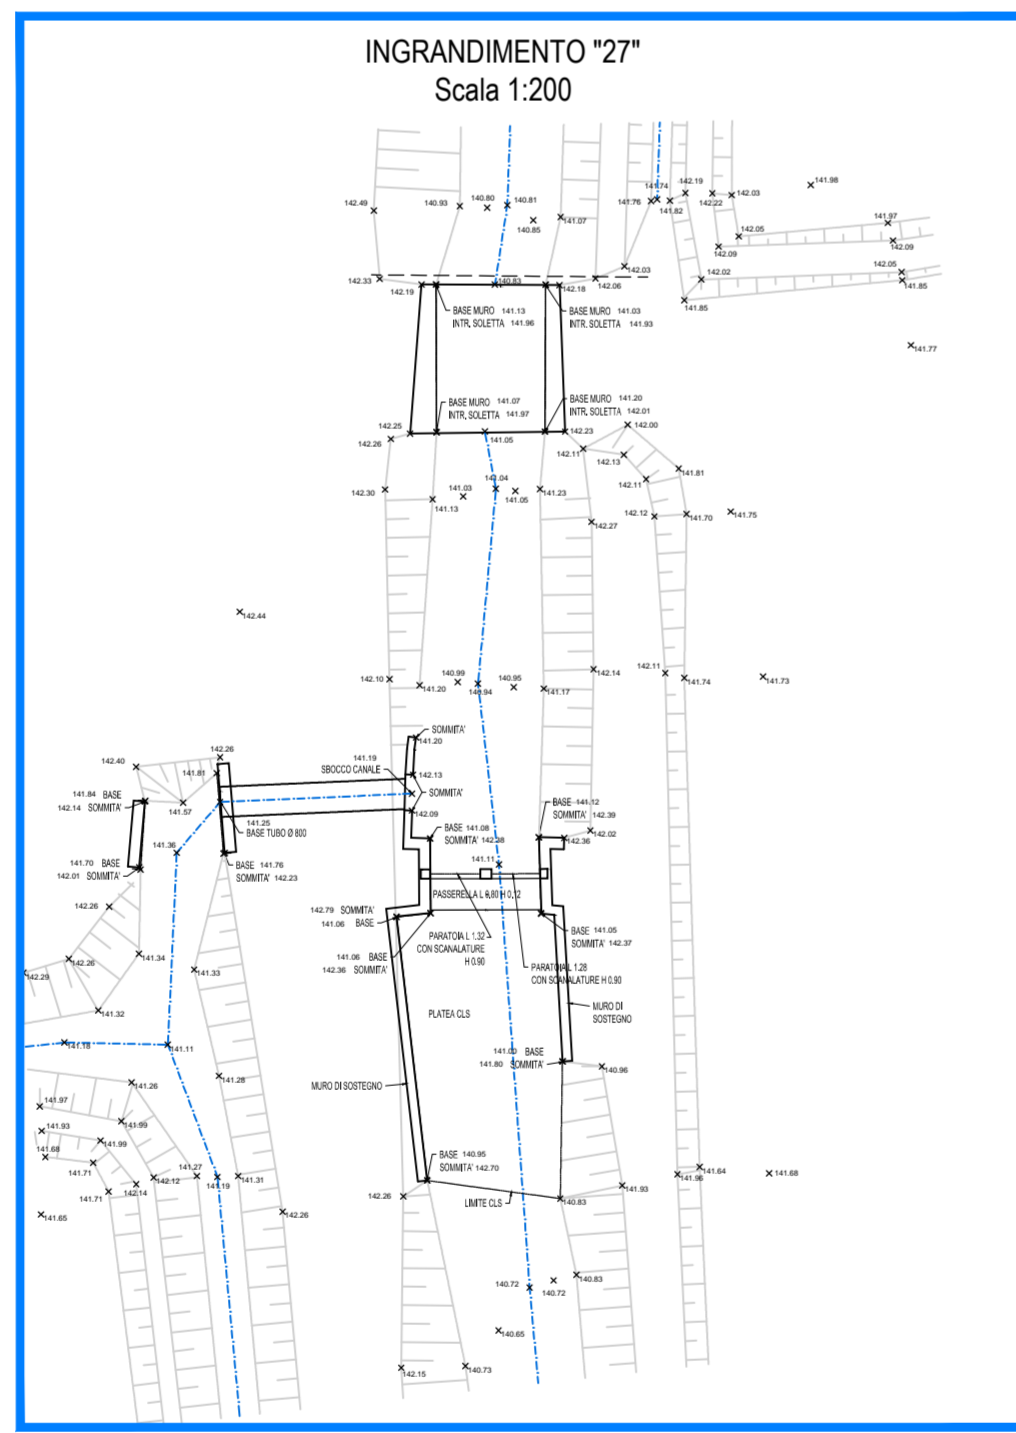 INGRANDIMENTO "27"
Scala 1:200
141.98
142.19
141.74
142.03
142.22
142.49
140.93
140.80
140.81
141.76
141.82
140.85
141.07
141.97
142.05
142.09
142.09
142.03
142.05
142.33
142.19
140.83
142.18
142.06
142.02
141.85
141.85
BASE MURO 141.13
INTR. SOLETTA 141.96
BASE MURO 141.03
INTR. SOLETTA 141.93
141.77
BASE MURO 141.07
INTR. SOLETTA 141.97
BASE MURO 141.20
INTR. SOLETTA 142.01
142.25
142.26
141.05
142.23
142.00
142.11
142.13
141.81
142.11
142.30
141.03
141.04
141.13
141.05
141.23
142.12
141.70
141.75
142.27
142.44
142.10
141.20
140.99
140.94
140.95
141.17
142.14
142.11
141.74
141.73
SOMMITA'
141.20
142.26
142.40
141.81
141.19
SBOCCO CANALE
142.13
SOMMITA'
142.09
141.84 BASE
142.14 SOMMITA'
141.57
141.25
BASE TUBO Ø 800
BASE 141.12
SOMMITA' 142.39
142.36
142.02
BASE 141.08
SOMMITA' 142.38
141.36
141.11
141.70 BASE
142.01 SOMMITA'
BASE 141.76
SOMMITA' 142.23
PASSERELLA L 0,80 H 0,12
142.26
142.79 SOMMITA'
141.06 BASE
PARATOIA L 1.32
CON SCANALATURE
H 0.90
BASE 141.05
SOMMITA' 142.37
141.06 BASE
142.36 SOMMITA'
141.34
142.26
142.29
141.33
PARATOIA L 1.28
CON SCANALATURE H 0.90
141.32
PLATEA CLS
MURO DI
SOSTEGNO
141.18
141.11
141.00 BASE
141.80 SOMMITA'
140.96
141.28
141.26
MURO DI SOSTEGNO
141.97
141.99
141.93
141.99
141.68
141.71
BASE 140.95
SOMMITA' 142.70
141.27
142.12
141.19
141.31
142.14
141.71
141.64
141.96
141.68
142.26
LIMITE CLS
140.83
141.93
141.65
142.26
140.83
140.72
140.72
140.65
142.15
140.73